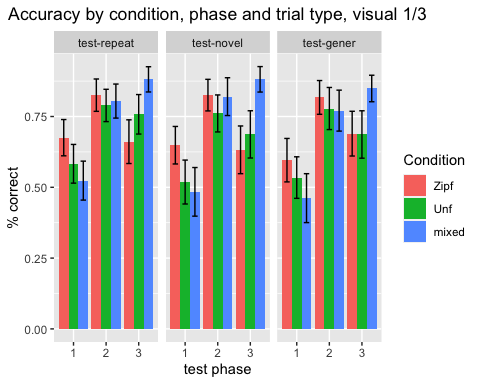 Accuracy by condition, phase and trial type, visual 1/3
test-repeat test-novel test-gener
% correct
0.75
0.50
0.25
0.00
1 2 3 1 2 3 1 2 3
test phase
Condition
Zipf
Unf
mixed